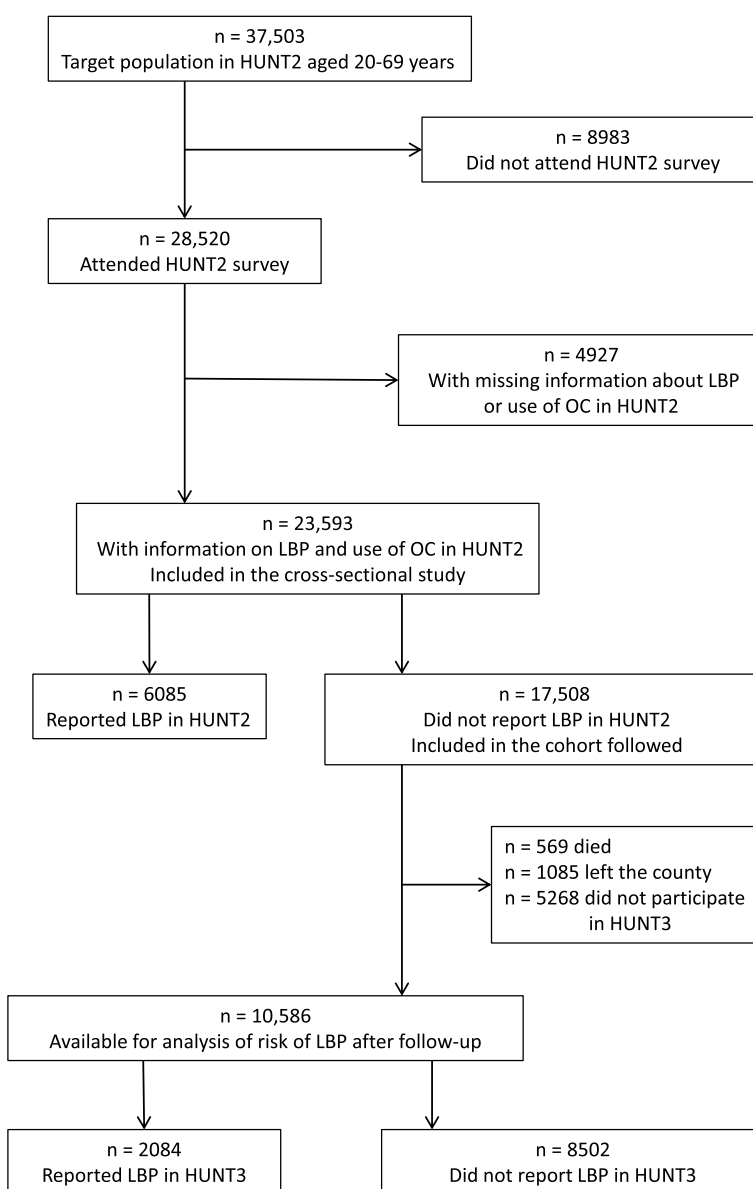 n = 37,503
Target population in HUNT2 aged 20-69 years
n = 8983
Did not attend HUNT2 survey
n = 28,520
Attended HUNT2 survey
n = 4927
With missing information about LBP
or use of OC in HUNT2
n = 23,593
With information on LBP and use of OC in HUNT2
Included in the cross-sectional study
n = 6085
Reported LBP in HUNT2
n = 17,508
Did not report LBP in HUNT2
Included in the cohort followed
n = 569 died
n = 1085 left the county
n = 5268 did not participate
in HUNT3
n = 10,586
Available for analysis of risk of LBP after follow-up
n = 2084
Reported LBP in HUNT3
n = 8502
Did not report LBP in HUNT3